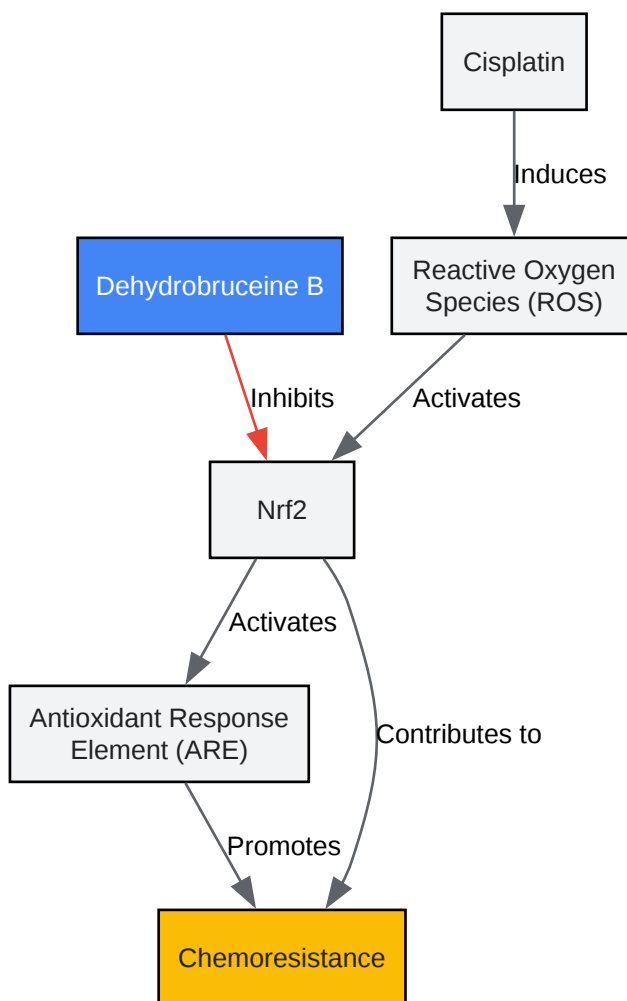 Cisplatin
Induces
Dehydrobruceine B
Reactive Oxygen
Species (ROS)
Inhibits
Activates
Nrf2
Activates
Antioxidant Response
Element (ARE)
Contributes to
Promotes
Chemoresistance